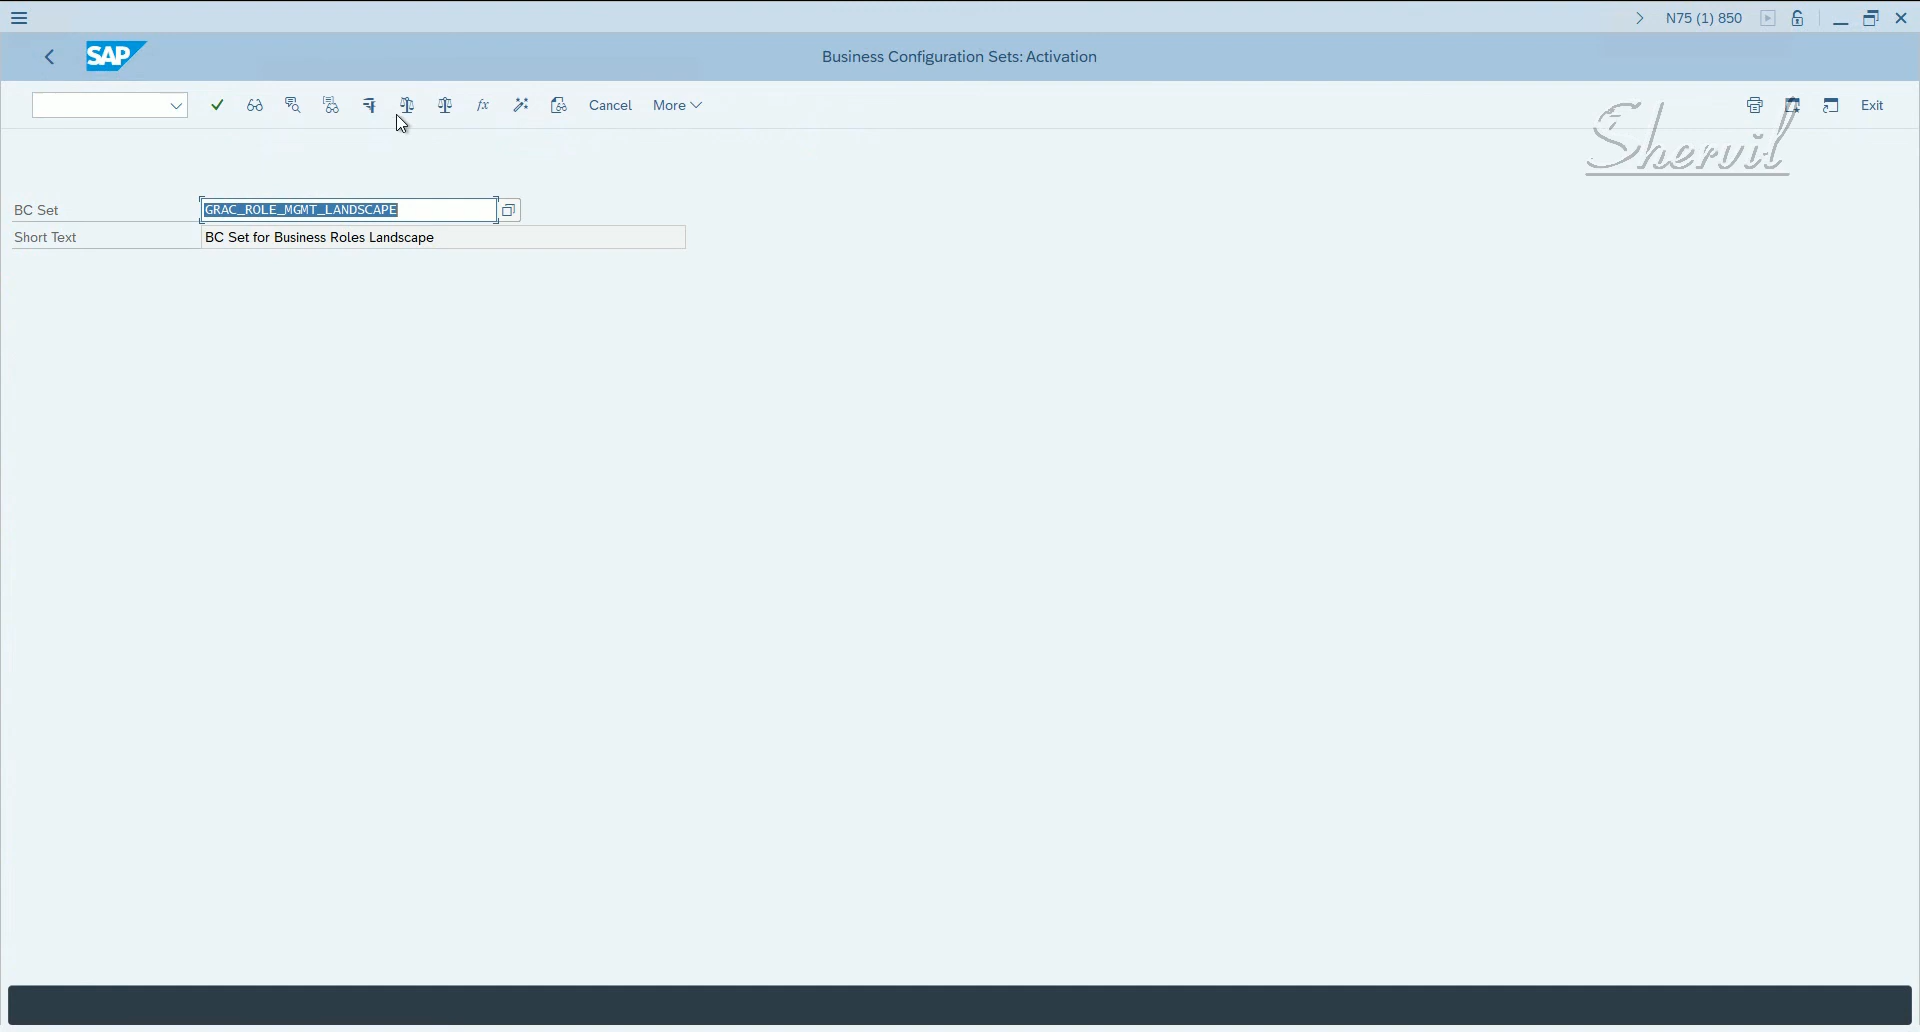 N75 (1) 850
SAP
Business Configuration Sets: Activation
fx
Cancel
More
Exit
Shervil
BC Set
GRAC_ROLE_MGMT_LANDSCAPE
Short Text
BC Set for Business Roles Landscape